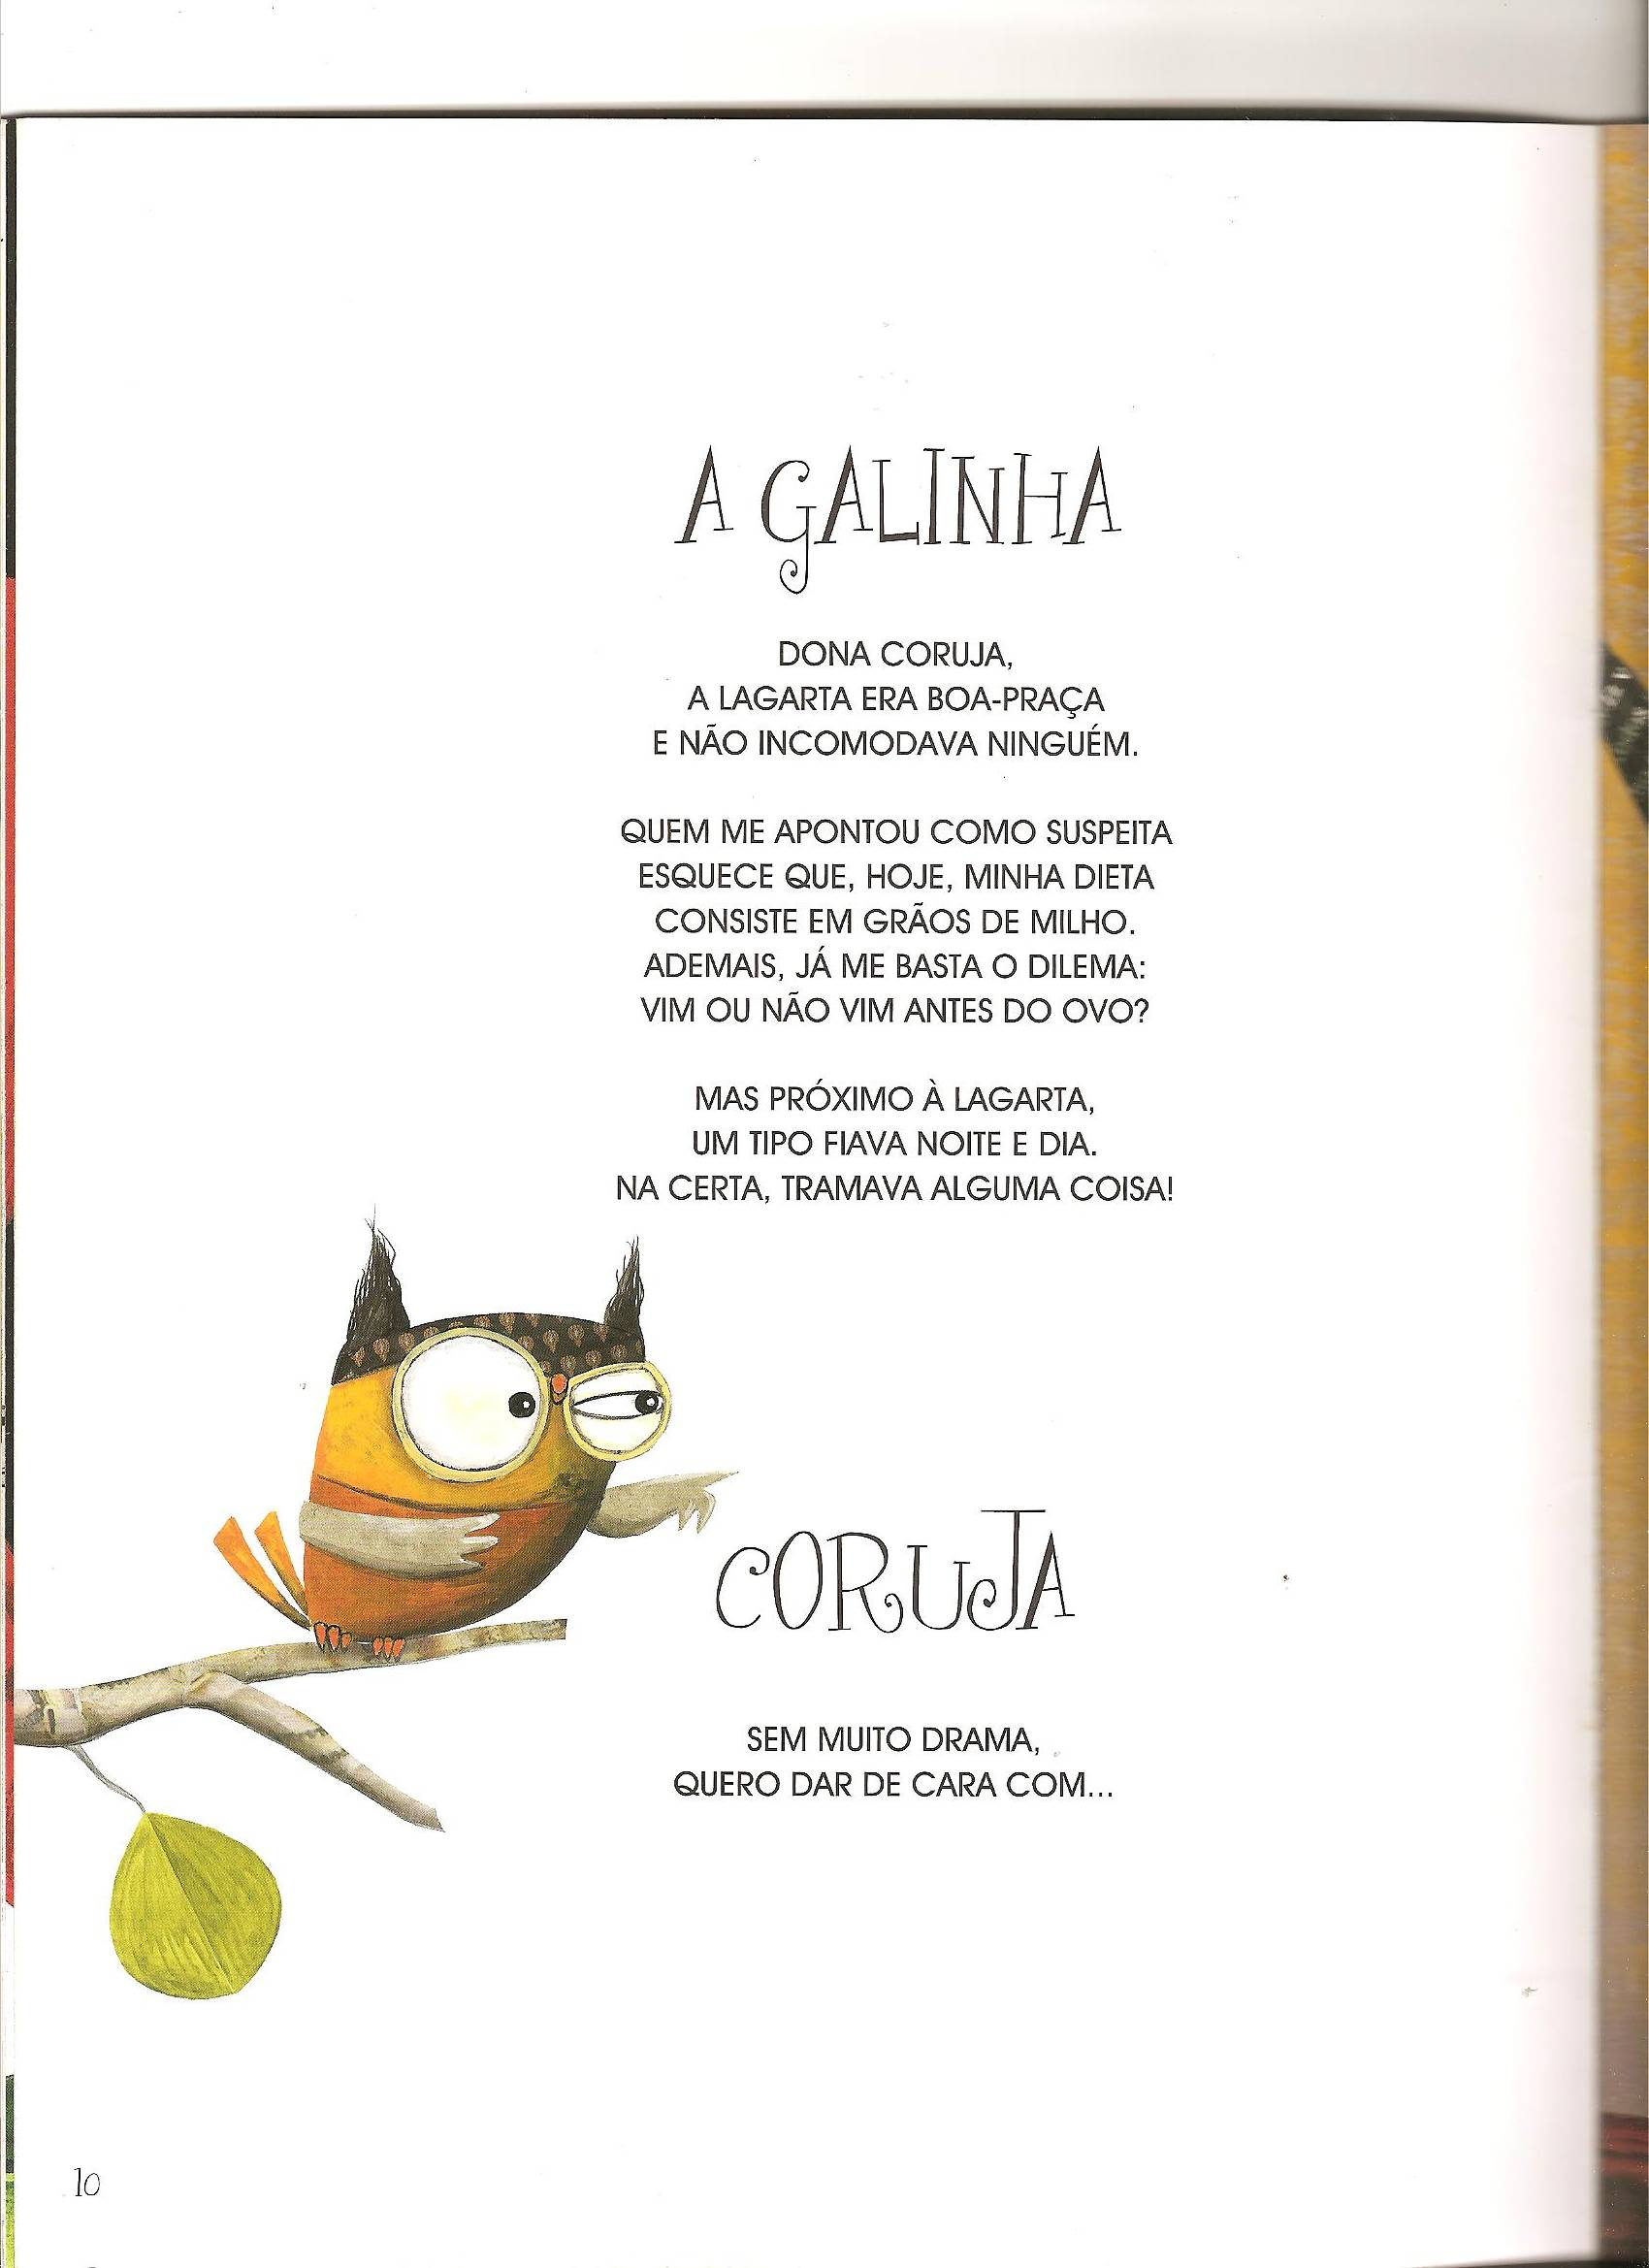 A GALINHA
DONA CORUJA,
A LAGARTA ERA BOA-PRAÇA
E NÃO INCOMODAVA NINGUÉM.
QUEM ME APONTOU COMO SUSPEITA
ESQUECE QUE, HOJE, MINHA DIETA
CONSISTE EM GRÃOS DE MILHO.
ADEMAIS, JÁ ME BASTA O DILEMA:
VIM OU NÃO VIM ANTES DO OVO?
MAS PRÓXIMO À LAGARTA,
UM TIPO FIAVA NOITE E DIA.
NA CERTA, TRAMAVA ALGUMA COISA!
CORUJA
SEM MUITO DRAMA,
QUERO DAR DE CARA COM...
10